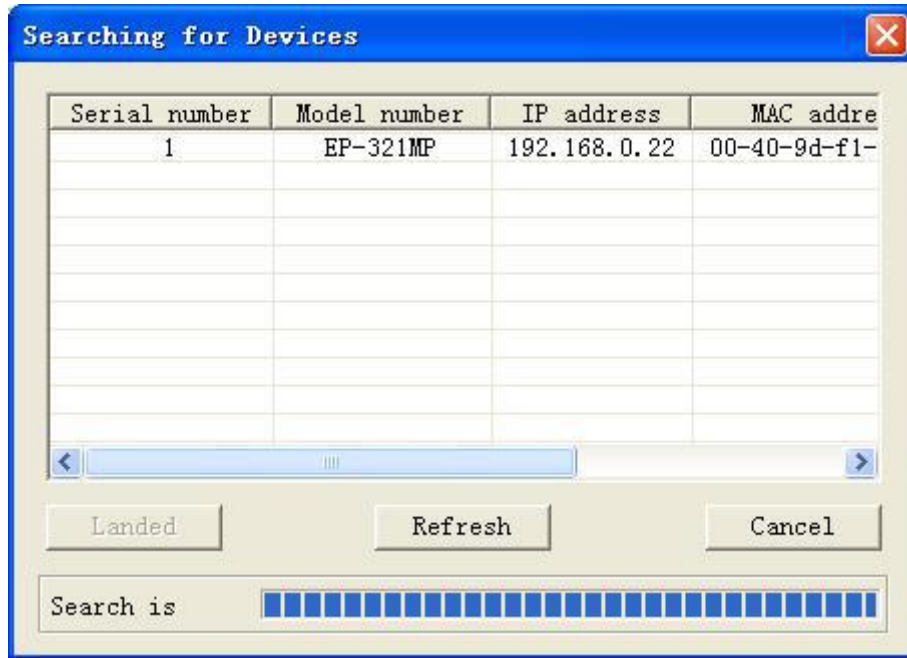 Searching for Devices
Serial number Model number IP address MAC addre
1 EP-321MP 192.168.0.22 00-40-9d-f1-
Landed Refresh Cancel
Search is